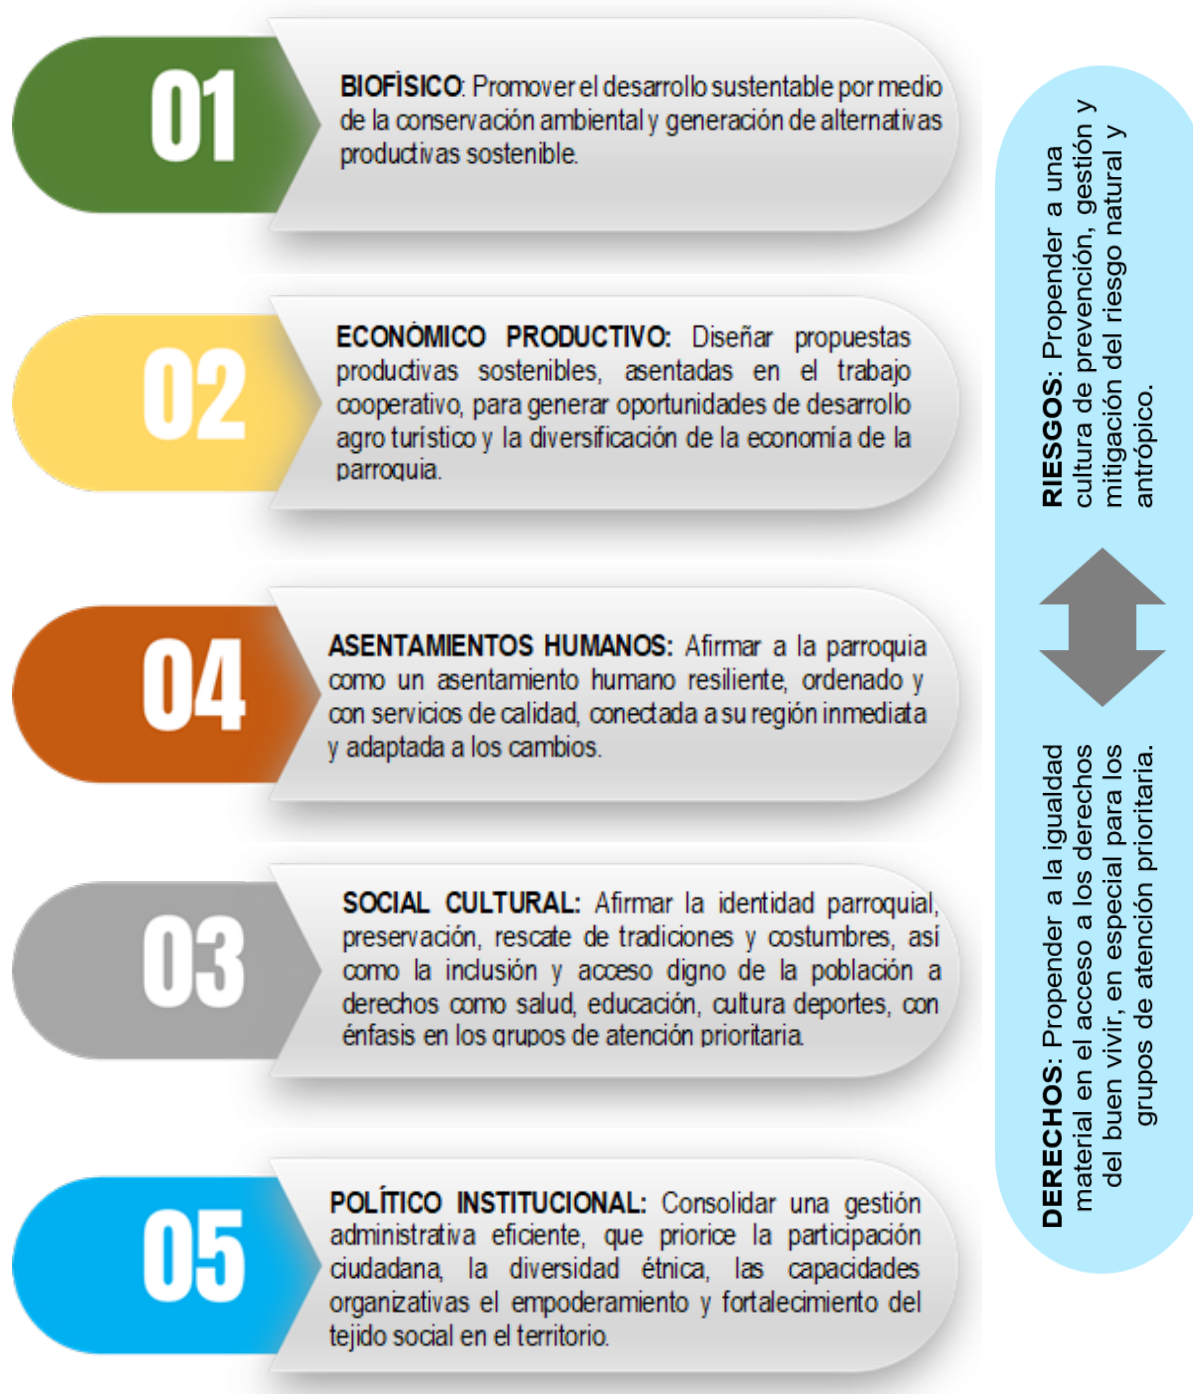 01
BIOFÍSICO: Promover el desarrollo sustentable por medio
de la conservación ambiental y generación de alternativas
productivas sostenible.
02
ECONÓMICO PRODUCTIVO: Diseñar propuestas
productivas sostenibles, asentadas en el trabajo
cooperativo, para generar oportunidades de desarrollo
agro turístico y la diversificación de la economía de la
parroquia.
04
ASENTAMIENTOS HUMANOS: Afirmar a la parroquia
como un asentamiento humano resiliente, ordenado y
con servicios de calidad, conectada a su región inmediata
y adaptada a los cambios.
03
SOCIAL CULTURAL: Afirmar la identidad parroquial,
preservación, rescate de tradiciones y costumbres, así
como la inclusión y acceso digno de la población a
derechos como salud, educación, cultura deportes, con
énfasis en los grupos de atención prioritaria.
05
POLÍTICO INSTITUCIONAL: Consolidar una gestión
administrativa eficiente, que priorice la participación
ciudadana, la diversidad étnica, las capacidades
organizativas el empoderamiento y fortalecimiento del
tejido social en el territorio.
RIESGOS: Propender a una
cultura de prevención, gestión y
mitigación del riesgo natural y
antrópico.
DERECHOS: Propender a la igualdad
material en el acceso a los derechos
del buen vivir, en especial para los
grupos de atención prioritaria.